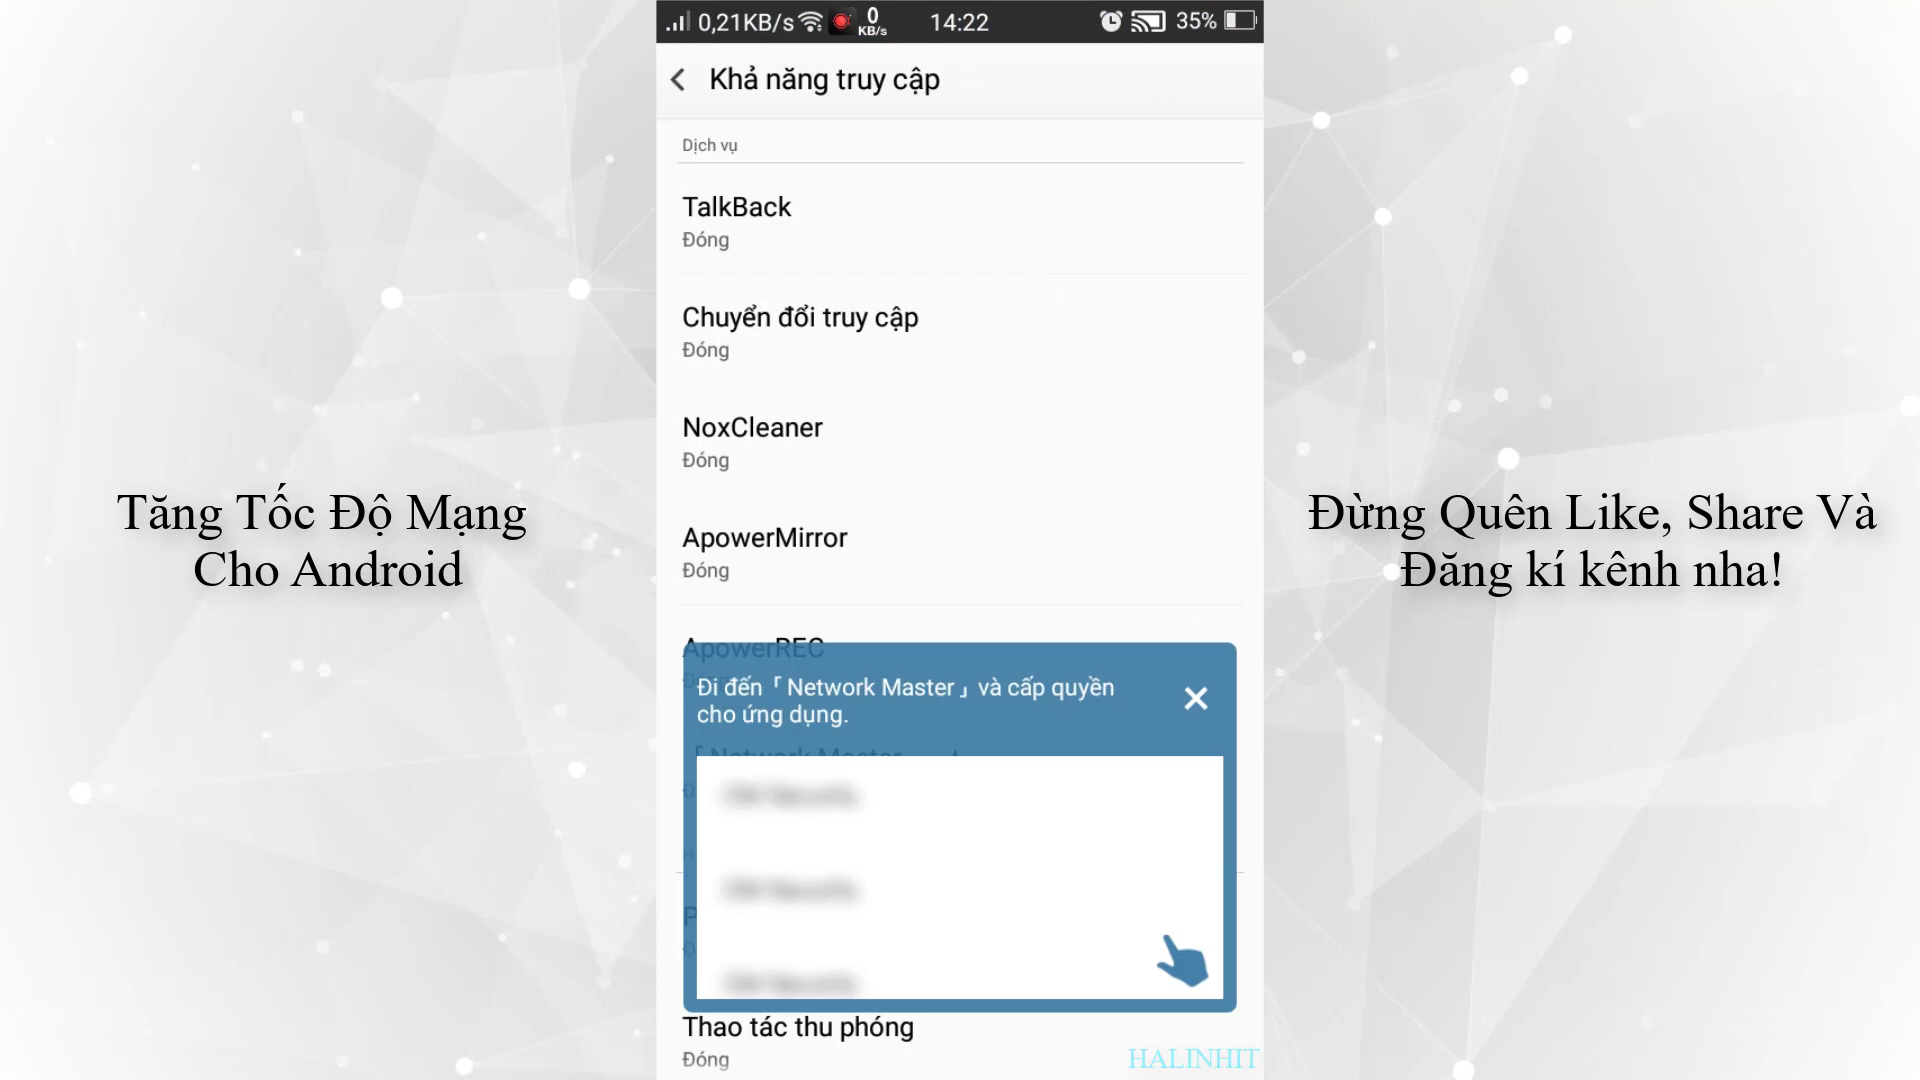 0,21KB/s 0 KB/s 14:22 35%
Khả năng truy cập
Dịch vụ
TalkBack
Đóng
Chuyển đổi truy cập
Đóng
NoxCleaner
Đóng
ApowerMirror
Đóng
Tăng Tốc Độ Mạng
Cho Android
Đừng Quên Like, Share Và
Đăng kí kênh nha!
ApowerREC
Đi đến「Network Master」và cấp quyền
cho ứng dụng.
「Network Master
Thao tác thu phóng
Đóng
HALINHIT